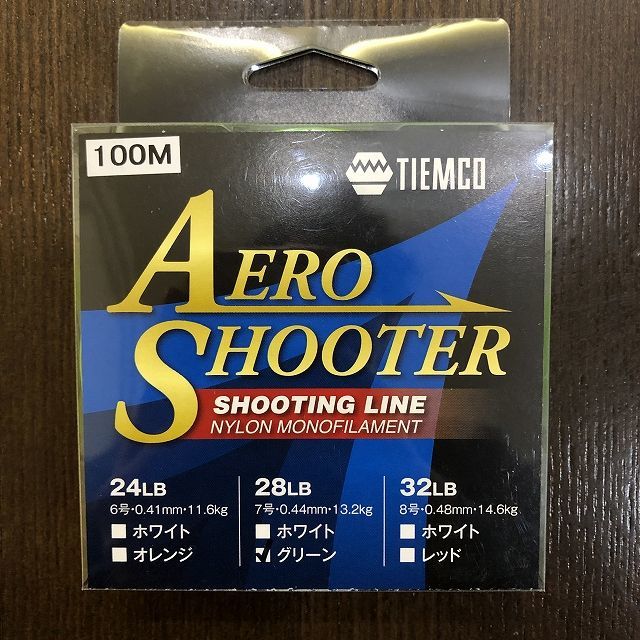 100M
TIEMCO
AERO
SHOOTER
SHOOTING LINE
NYLON MONOFILAMENT
24LB
6号・0.41mm・11.6kg
ホワイト
オレンジ
28LB
7号・0.44mm・13.2kg
ホワイト
グリーン
32LB
8号・0.48mm・14.6kg
ホワイト
レッド